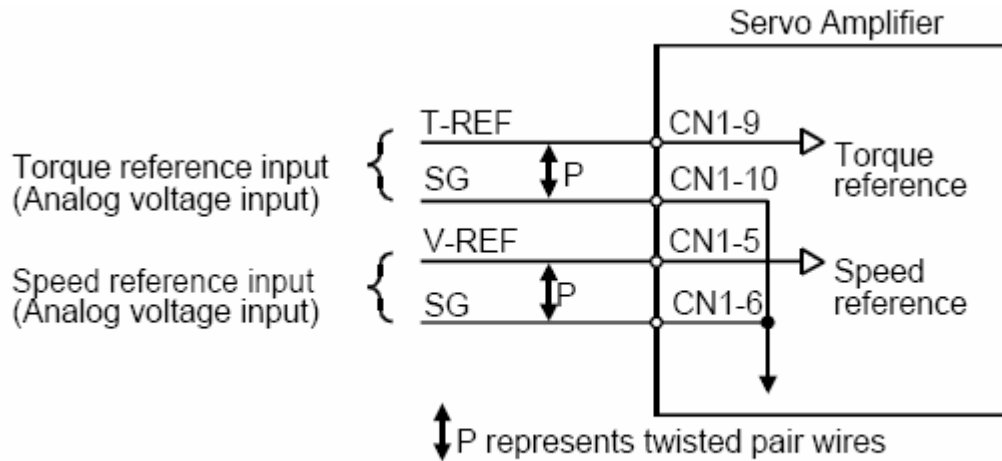 Servo Amplifier
T-REF
CN1-9
Torque reference input
(Analog voltage input)
P
Torque
reference
SG
CN1-10
V-REF
CN1-5
Speed reference input
(Analog voltage input)
P
Speed
reference
SG
CN1-6
P represents twisted pair wires